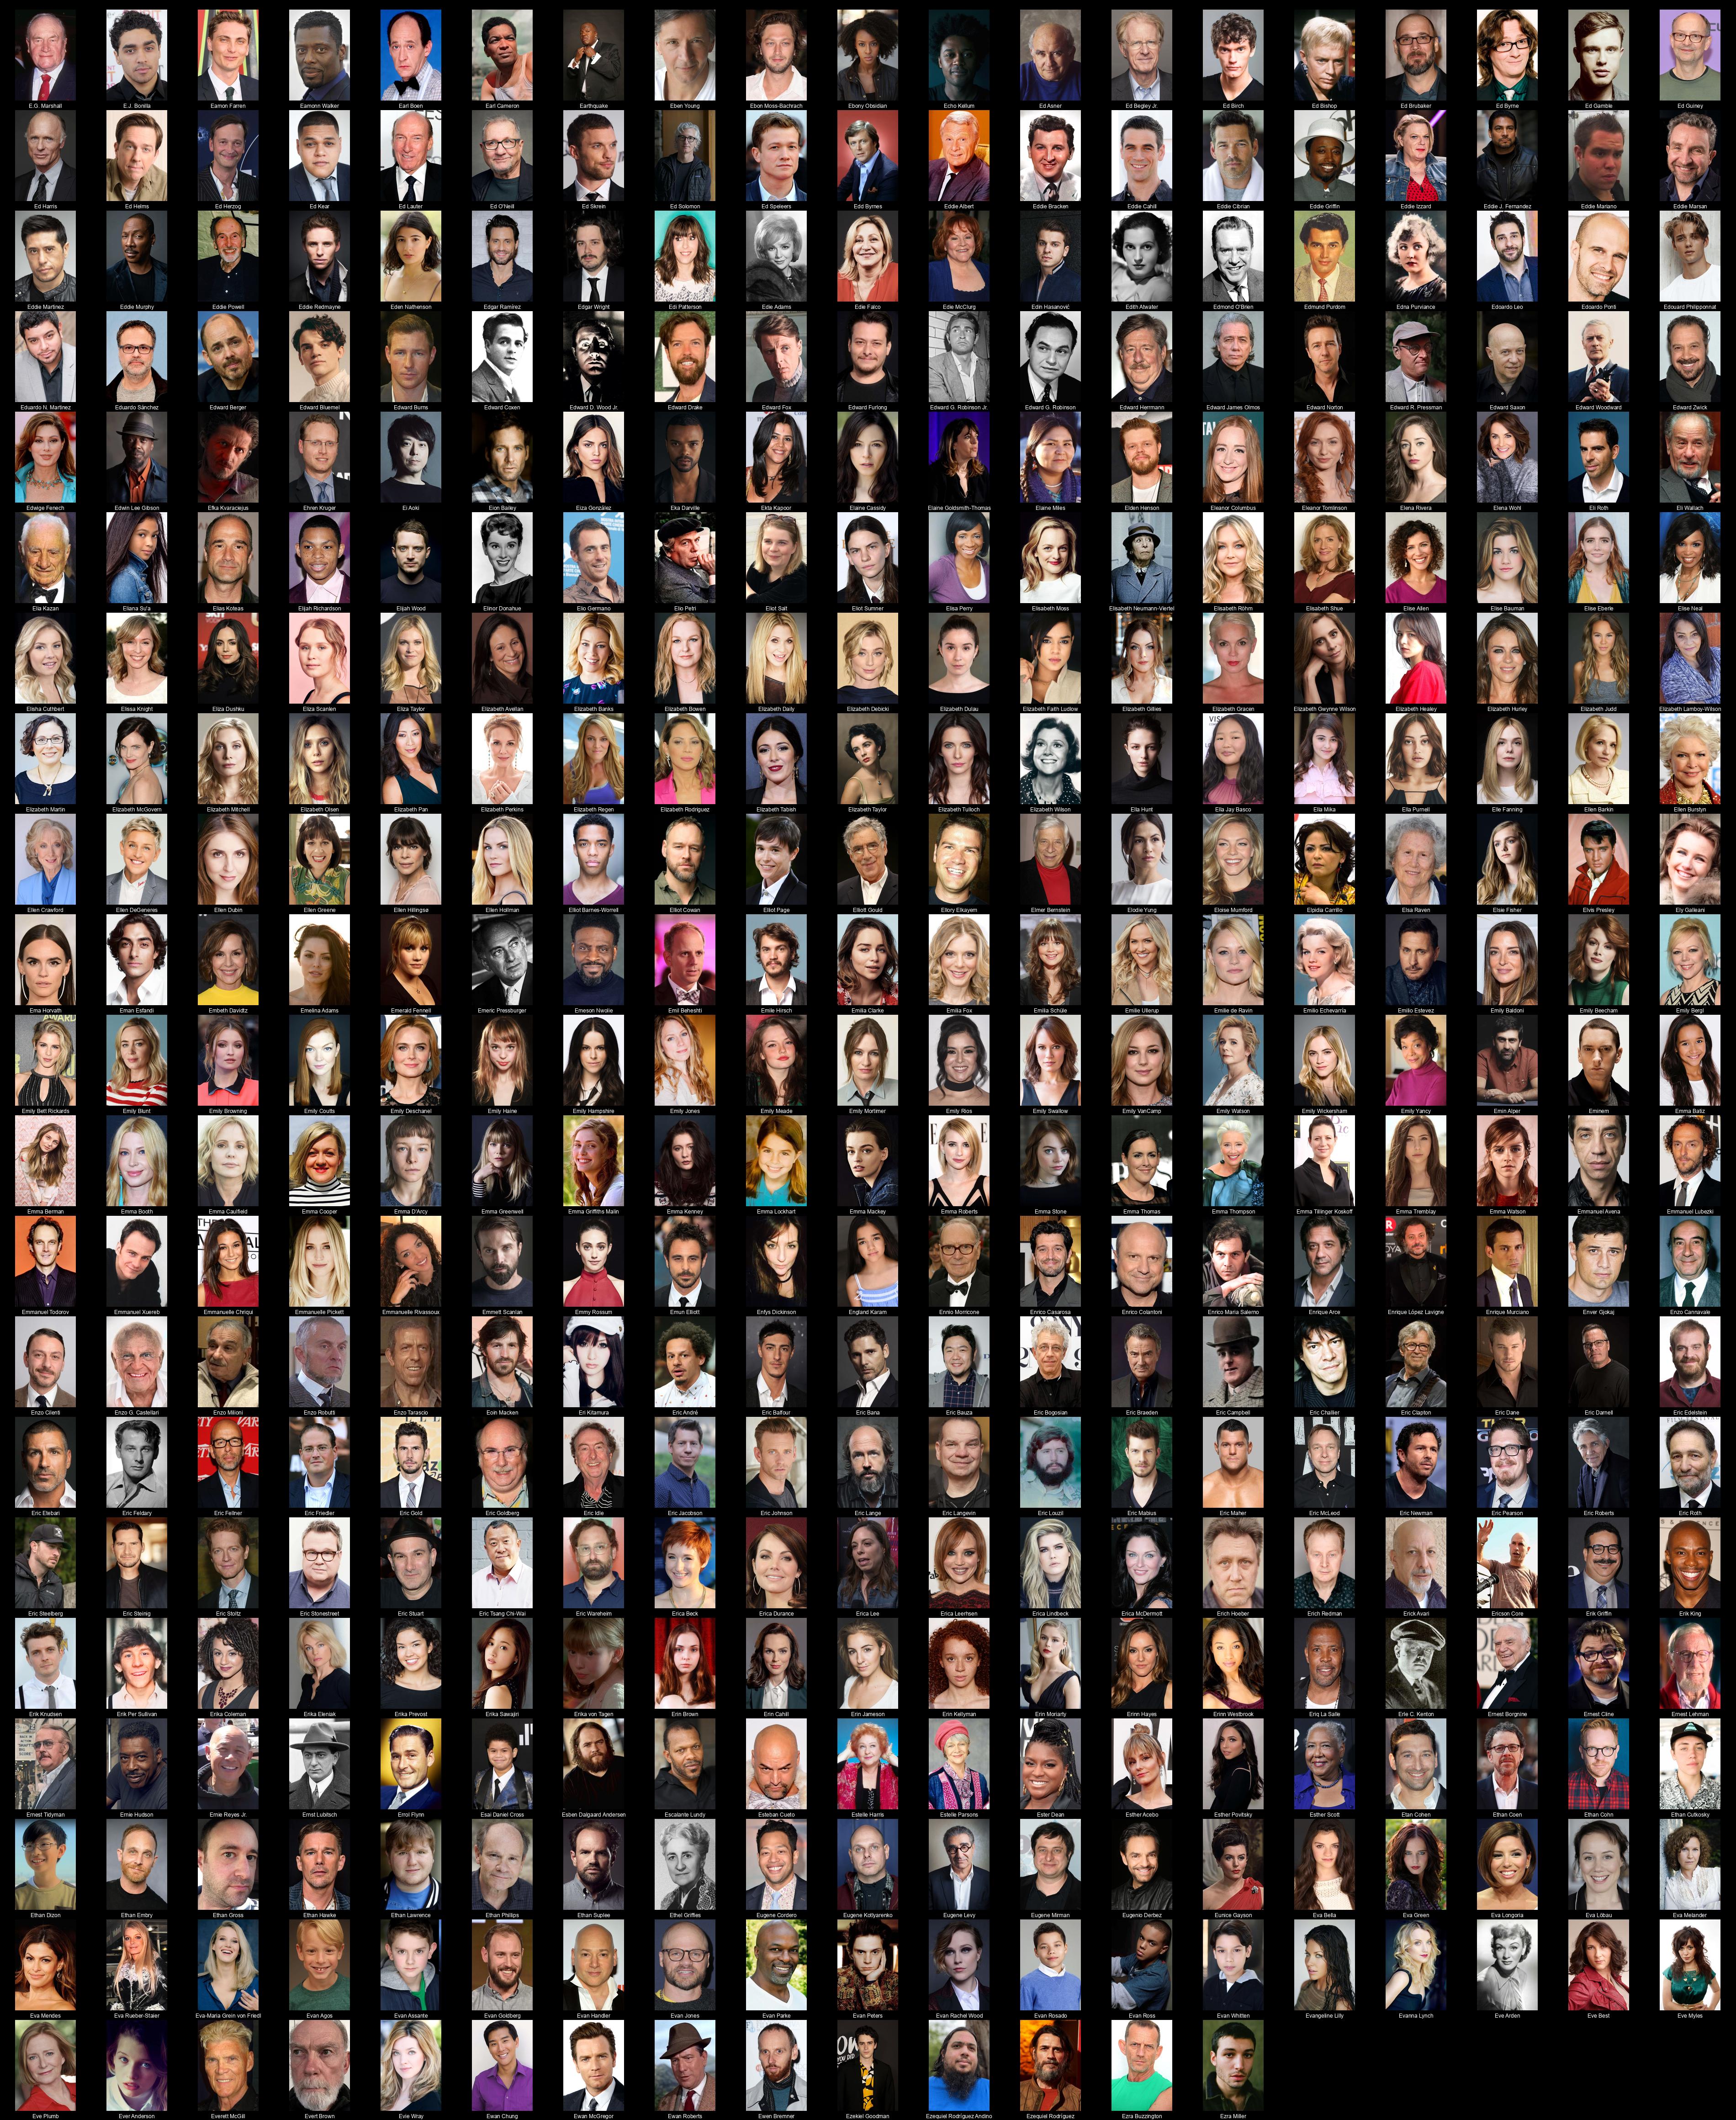 E.G. Marshall E.J. Bonilla Eamon Farren Eamonn Walker Earl Boen Earl Cameron Earthquake Eben Young Ebon Moss-Bachrach Ebony Obsidian Echo Kellum Ed Asner Ed Begley Jr. Ed Birch Ed Bishop Ed Brubaker Ed Byrne Ed Gamble Ed Guiney
Ed Harris Ed Helms Ed Herzog Ed Kear Ed Lauter Ed O'Neill Ed Skrein Ed Solomon Ed Speleers Edd Byrnes Eddie Albert Eddie Bracken Eddie Cahill Eddie Cibrian Eddie Griffin Eddie Izzard Eddie J. Fernandez Eddie Mariano Eddie Marsan
Eddie Martinez Eddie Murphy Eddie Powell Eddie Redmayne Eden Nathenson Edgar Ramírez Edgar Wright Edi Patterson Edie Adams Edie Falco Edie McClurg Edin Hasanović Edith Atwater Edmond O'Brien Edmund Purdom Edna Purviance Edoardo Leo Edoardo Ponti Edouard Philipponnat
Eduardo N. Martinez Eduardo Sánchez Edward Berger Edward Bluemel Edward Burns Edward Coxen Edward D. Wood Jr. Edward Drake Edward Fox Edward Furlong Edward G. Robinson Jr. Edward G. Robinson Edward Herrmann Edward James Olmos Edward Norton Edward R. Pressman Edward Saxon Edward Woodward Edward Zwick
Edwige Fenech Edwin Lee Gibson Efka Kvaraciejus Ehren Kruger Ei Aoki Eion Bailey Eiza González Eka Darville Ekta Kapoor Elaine Cassidy Elaine Goldsmith-Thomas Elaine Miles Elden Henson Eleanor Columbus Eleanor Tomlinson Elena Rivera Elena Wohl Eli Roth Eli Wallach
Elia Kazan Eliana Su'a Elias Koteas Elijah Richardson Elijah Wood Elinor Donahue Elio Germano Elio Petri Eliot Salt Eliot Sumner Elisa Perry Elisabeth Moss Elisabeth Neumann-Viertel Elisabeth Röhm Elisabeth Shue Elise Allen Elise Bauman Elise Eberle Elise Neal
Elisha Cuthbert Elissa Knight Eliza Dushku Eliza Scanlen Eliza Taylor Elizabeth Avellan Elizabeth Banks Elizabeth Bowen Elizabeth Daily Elizabeth Debicki Elizabeth Dulau Elizabeth Faith Ludlow Elizabeth Gillies Elizabeth Gracen Elizabeth Gwynne Wilson Elizabeth Healey Elizabeth Hurley Elizabeth Judd Elizabeth Lamboy-Wilson
Elizabeth Martin Elizabeth McGovern Elizabeth Mitchell Elizabeth Olsen Elizabeth Pan Elizabeth Perkins Elizabeth Regen Elizabeth Rodriguez Elizabeth Tabish Elizabeth Taylor Elizabeth Tulloch Elizabeth Wilson Ella Hunt Ella Jay Basco Ella Mika Ella Purnell Elle Fanning Ellen Barkin Ellen Burstyn
Ellen Crawford Ellen DeGeneres Ellen Dubin Ellen Greene Ellen Hillingsø Ellen Hollman Elliot Barnes-Worrell Elliot Cowan Elliot Page Elliott Gould Ellory Elkayem Elmer Bernstein Elodie Yung Eloise Mumford Elpidia Carrillo Elsa Raven Elsie Fisher Elvis Presley Ely Galleani
Ema Horvath Eman Esfandi Embeth Davidtz Emelina Adams Emerald Fennell Emeric Pressburger Emeson Nwolie Emil Beheshti Emile Hirsch Emilia Clarke Emilia Fox Emilia Schüle Emilie Ullerup Emilie de Ravin Emilio Echevarría Emilio Estevez Emily Baldoni Emily Beecham Emily Bergl
Emily Bett Rickards Emily Blunt Emily Browning Emily Coutts Emily Deschanel Emily Haine Emily Hampshire Emily Jones Emily Meade Emily Mortimer Emily Rios Emily Swallow Emily VanCamp Emily Watson Emily Wickersham Emily Yancy Emin Alper Eminem Emma Batiz
Emma Berman Emma Booth Emma Caulfield Emma Cooper Emma D'Arcy Emma Greenwell Emma Griffiths Malin Emma Kenney Emma Lockhart Emma Mackey Emma Roberts Emma Stone Emma Thomas Emma Thompson Emma Tillinger Koskoff Emma Tremblay Emma Watson Emmanuel Avena Emmanuel Lubezki
Emmanuel Todorov Emmanuel Xuereb Emmanuelle Chriqui Emmanuelle Pickett Emmanuelle Rivassoux Emmett Scanlan Emmy Rossum Emun Elliott Enfys Dickinson England Karam Ennio Morricone Enrico Casarosa Enrico Colantoni Enrico Maria Salerno Enrique Arce Enrique López Lavigne Enrique Murciano Enver Gjokaj Enzo Cannavale
Enzo Cilenti Enzo G. Castellari Enzo Milioni Enzo Robutti Enzo Tarascio Eoin Macken Eri Kitamura Eric André Eric Balfour Eric Bana Eric Bauza Eric Bogosian Eric Braeden Eric Campbell Eric Challier Eric Clapton Eric Dane Eric Darnell Eric Edelstein
Eric Etebari Eric Feldary Eric Fellner Eric Friedler Eric Gold Eric Goldberg Eric Idle Eric Jacobson Eric Johnson Eric Lange Eric Langevin Eric Louzil Eric Mabius Eric Maher Eric McLeod Eric Newman Eric Pearson Eric Roberts Eric Roth
Eric Steelberg Eric Steinig Eric Stoltz Eric Stonestreet Eric Stuart Eric Tsang Chi-Wai Eric Wareheim Erica Beck Erica Durance Erica Lee Erica Leerhsen Erica Lindbeck Erica McDermott Erich Hoeber Erich Redman Erick Avari Ericson Core Erik Griffin Erik King
Erik Knudsen Erik Per Sullivan Erika Coleman Erika Eleniak Erika Prevost Erika Sawajiri Erika von Tagen Erin Brown Erin Cahill Erin Jameson Erin Kellyman Erin Moriarty Erinn Hayes Erinn Westbrook Eriq La Salle Erle C. Kenton Ernest Borgnine Ernest Cline Ernest Lehman
Ernest Tidyman Ernie Hudson Ernie Reyes Jr. Ernst Lubitsch Errol Flynn Esai Daniel Cross Esben Dalgaard Andersen Escalante Lundy Esteban Cueto Estelle Harris Estelle Parsons Ester Dean Esther Acebo Esther Povitsky Esther Scott Etan Cohen Ethan Coen Ethan Cohn Ethan Cutkosky
Ethan Dizon Ethan Embry Ethan Gross Ethan Hawke Ethan Lawrence Ethan Phillips Ethan Suplee Ethel Griffies Eugene Cordero Eugene Kotlyarenko Eugene Levy Eugene Mirman Eugenio Derbez Eunice Gayson Eva Bella Eva Green Eva Longoria Eva Löbau Eva Melander
Eva Mendes Eva Rueber-Staier Eva-Maria Grein von Friedl Evan Agos Evan Assante Evan Goldberg Evan Handler Evan Jones Evan Parke Evan Peters Evan Rachel Wood Evan Rosado Evan Ross Evan Whitten Evangeline Lilly Evanna Lynch Eve Arden Eve Best Eve Myles
Eve Plumb Ever Anderson Everett McGill Evert Brown Evie Wray Ewan Chung Ewan McGregor Ewan Roberts Ewen Bremner Ezekiel Goodman Ezequiel Rodríguez Andino Ezequiel Rodríguez Ezra Buzzington Ezra Miller